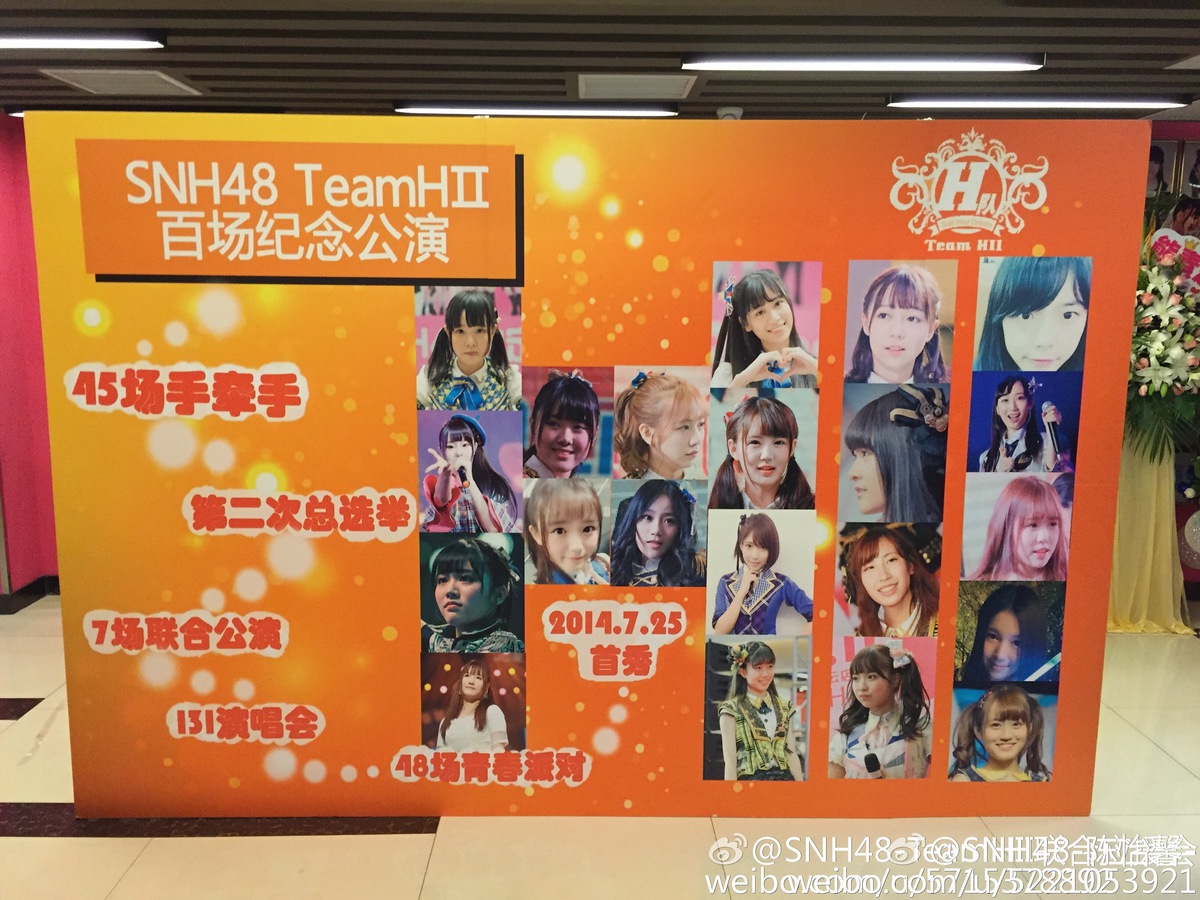 SNH48 TeamHⅡ
百场纪念公演
H队
Team HII
45场手牵手
第二次总选举
7场联合公演
2014.7.25
首秀
131演唱会
48场青春派对